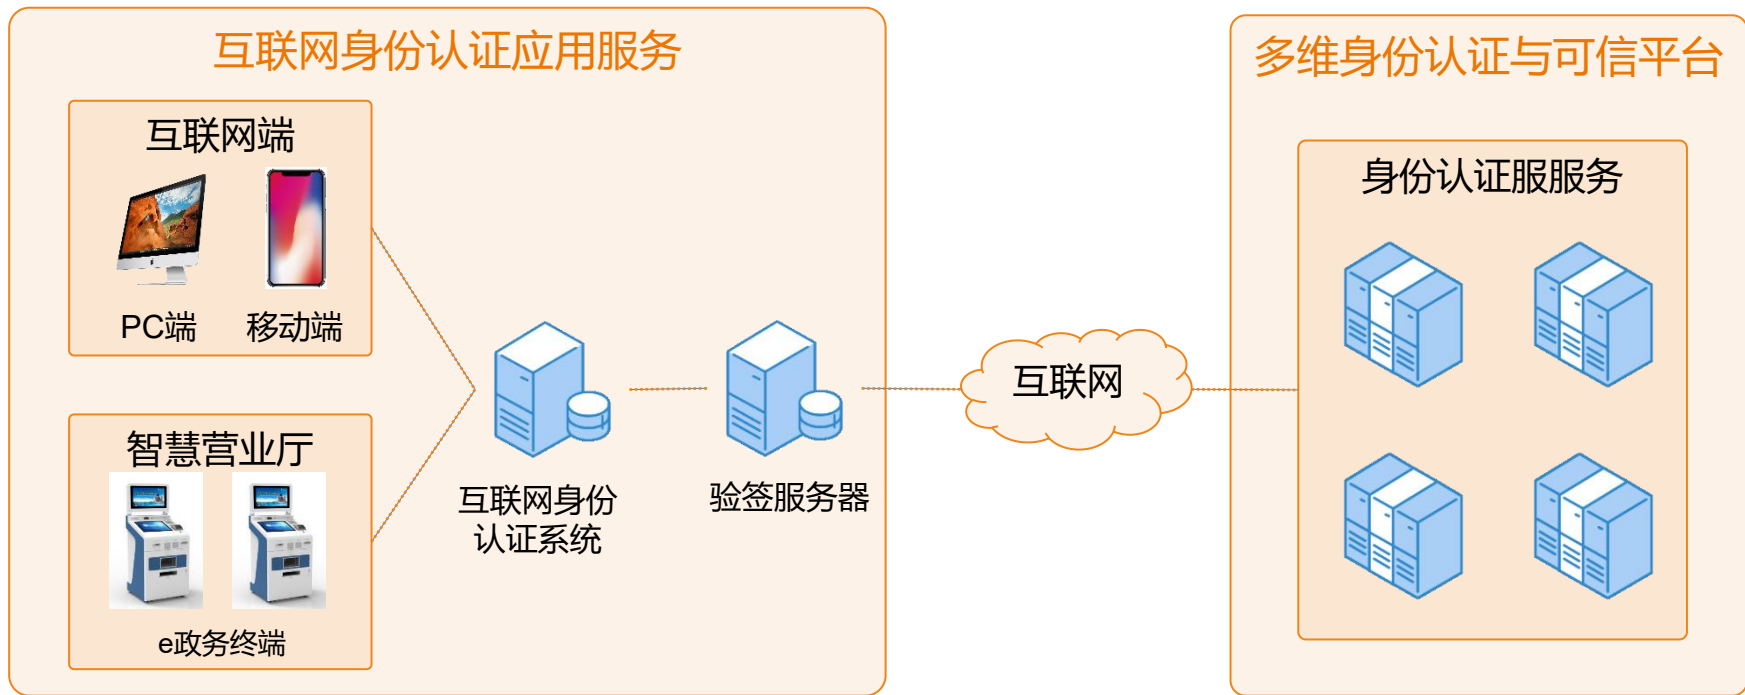 互联网身份认证应用服务
互联网端
PC端
移动端
智慧营业厅
e政务终端
互联网身份
认证系统
验签服务器
互联网
多维身份认证与可信平台
身份认证服服务